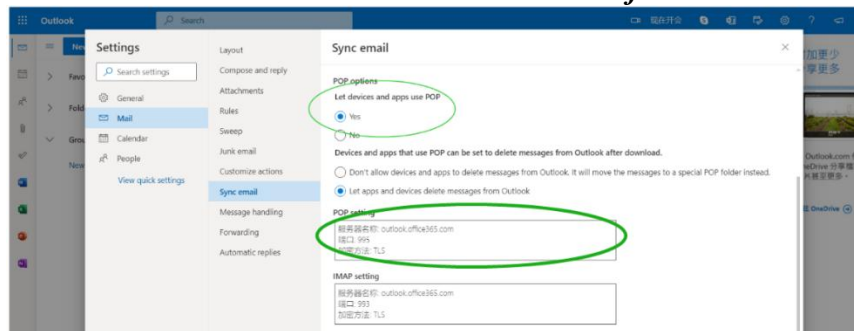 Outlook
Search
现在开会
New
Favo
Fold
Grou
New
Settings
Search settings
General
Mail
Calendar
People
View quick settings
Layout
Compose and reply
Attachments
Rules
Sweep
Junk email
Customize actions
Sync email
Message handling
Forwarding
Automatic replies
Sync email
POP options
Let devices and apps use POP
Yes
No
Devices and apps that use POP can be set to delete messages from Outlook after download.
Don't allow devices and apps to delete messages from Outlook. It will move the messages to a special POP folder instead.
Let apps and devices delete messages from Outlook
POP setting
服务器名称: outlook.office365.com
端口: 995
加密方法: TLS
IMAP setting
服务器名称: outlook.office365.com
端口: 993
加密方法: TLS
加更少
享更多
Outlook.com
OneDrive